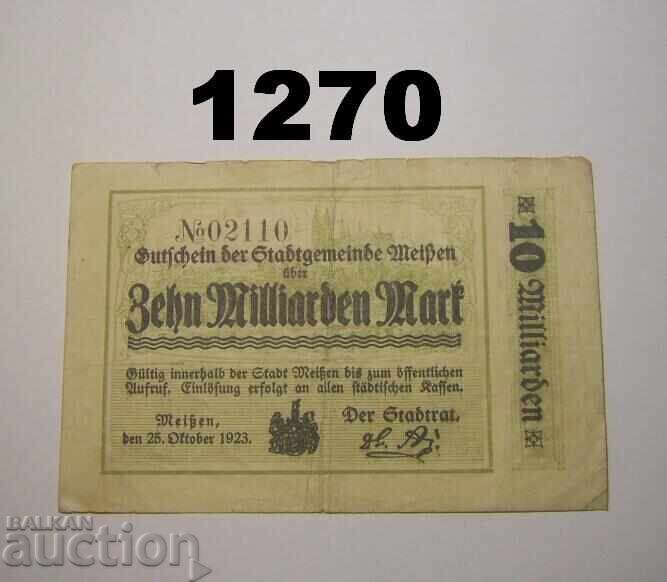 1270
№02110
Gutschein der Stadtgemeinde Meißen
über
Zehn Milliarden Mark
Gültig innerhalb der Stadt Meißen bis zum öffentlichen
Aufruf. Einlösung erfolgt an allen städtischen Kassen.
Meißen,
den 25. Oktober 1923.
Der Stadtrat.
10 Milliarden
BALKAN
auction